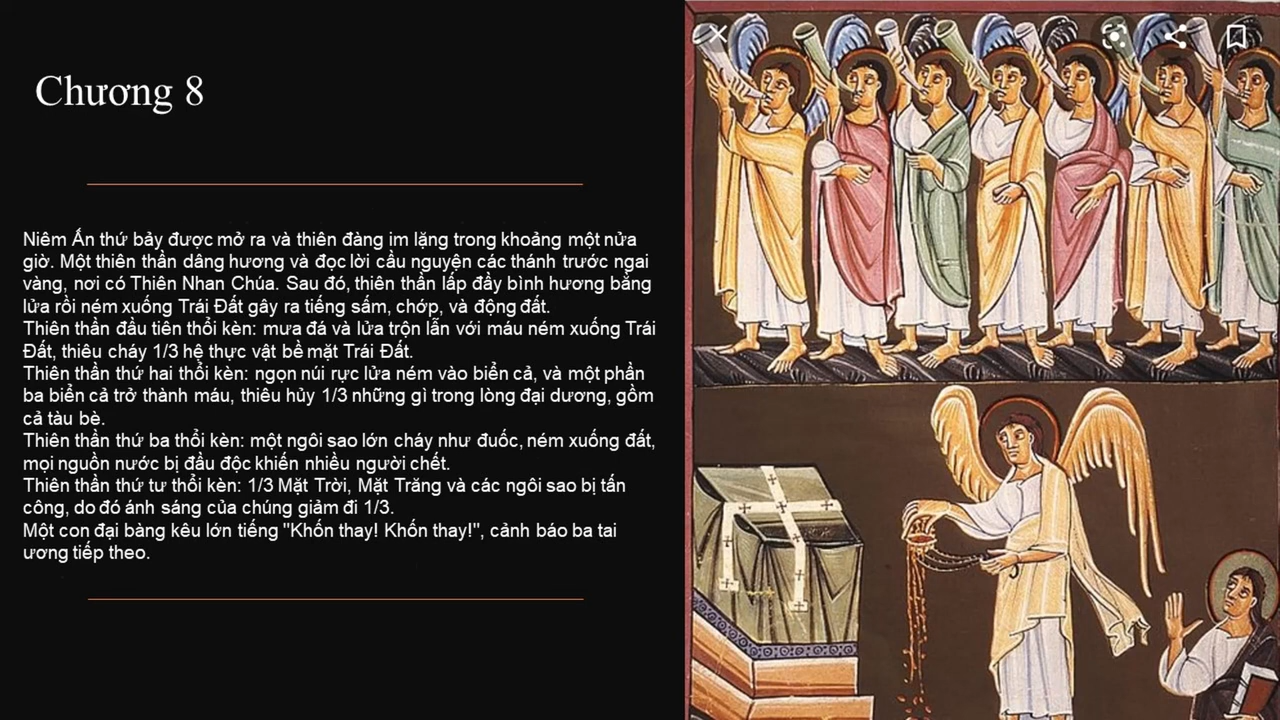 Chương 8
Niêm Ấn thứ bảy được mở ra và thiên đàng im lặng trong khoảng một nửa
giờ. Một thiên thần dâng hương và đọc lời cầu nguyện các thánh trước ngai
vàng, nơi có Thiên Nhan Chúa. Sau đó, thiên thần lấp đầy bình hương bằng
lửa rồi ném xuống Trái Đất gây ra tiếng sấm, chớp, và động đất.
Thiên thần đầu tiên thổi kèn: mưa đá và lửa trộn lẫn với máu ném xuống Trái
Đất, thiêu cháy 1/3 hệ thực vật bề mặt Trái Đất.
Thiên thần thứ hai thổi kèn: ngọn núi rực lửa ném vào biển cả, và một phần
ba biển cả trở thành máu, thiêu hủy 1/3 những gì trong lòng đại dương, gồm
cả tàu bè.
Thiên thần thứ ba thổi kèn: một ngôi sao lớn cháy như đuốc, ném xuống đất,
mọi nguồn nước bị đầu độc khiến nhiều người chết.
Thiên thần thứ tư thổi kèn: 1/3 Mặt Trời, Mặt Trăng và các ngôi sao bị tấn
công, do đó ánh sáng của chúng giảm đi 1/3.
Một con đại bàng kêu lớn tiếng "Khốn thay! Khốn thay!", cảnh báo ba tai
ương tiếp theo.